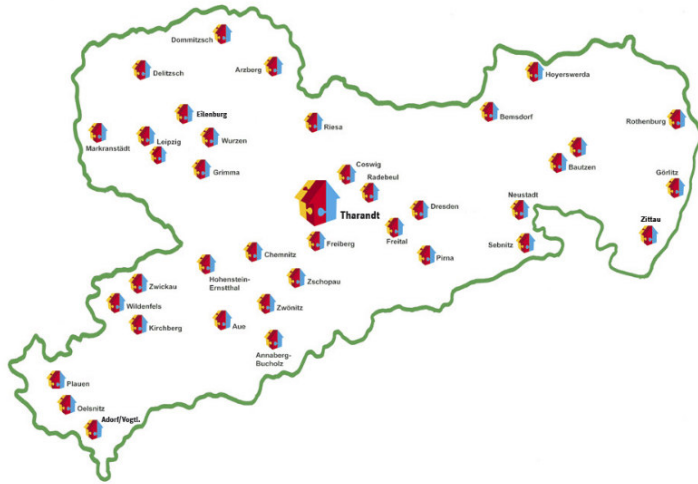 Dommitzsch
Delitzsch
Arzberg
Hoyerswerda
Eilenburg
Bernsdorf
Rothenburg
Riesa
Markranstädt
Leipzig
Wurzen
Bautzen
Grimma
Coswig
Radebeul
Görlitz
Tharandt
Dresden
Neustadt
Zittau
Freital
Freiberg
Sebnitz
Pirna
Chemnitz
Hohenstein-
Ernstthal
Zschopau
Zwickau
Wildenfels
Zwönitz
Kirchberg
Aue
Annaberg-
Bucholz
Plauen
Oelsnitz
Adorf/Vogtl.